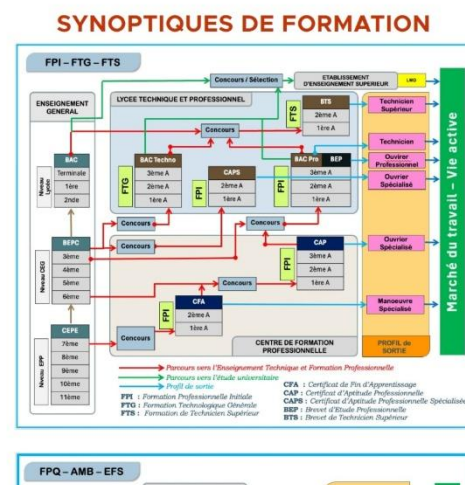 SYNOPTIQUES DE FORMATION
FPI – FTG – FTS
Concours / Sélection
ETABLISSEMENT
D'ENSEIGNEMENT SUPERIEUR
LMD
ENSEIGNEMENT
GENERAL
LYCEE TECHNIQUE ET PROFESSIONNEL
BTS
2ème A
1ère A
FTS
Technicien
Supérieur
Concours
Technicien
Niveau
Lycée
BAC
Terminale
1ère
2nde
FTG
BAC Techno
3ème A
2ème A
1ère A
FPI
CAPS
2ème A
1ère A
FPI
BAC Pro
BEP
3ème A
2ème A
1ère A
Ouvrier
Professionnel
Ouvrier
Spécialisé
Concours
Concours
Niveau CEG
BEPC
3ème
4ème
5ème
6ème
Concours
CAP
3ème A
2ème A
1ère A
FPI
Ouvrier
Spécialisé
Concours
CFA
2ème A
1ère A
FPI
Manoeuvre
Spécialisé
Niveau EPP
CEPE
7ème
8ème
9ème
10ème
11ème
Concours
CENTRE DE FORMATION
PROFESSIONNELLE
PROFIL de
SORTIE
Marché du travail – Vie active
Parcours vers l'Enseignement Technique et Formation Professionnelle
Parcours vers l'étude universitaire
Profil de sortie
FPI : Formation Professionnelle Initiale
FTG : Formation Technologique Générale
FTS : Formation de Technicien Supérieur
CFA : Certificat de Fin d'Apprentissage
CAP : Certificat d'Aptitude Professionnelle
CAPS : Certificat d'Aptitude Professionnelle Spécialisée
BEP : Brevet d'Etude Professionnelle
BTS : Brevet de Technicien Supérieur
FPQ – AMB – EFS